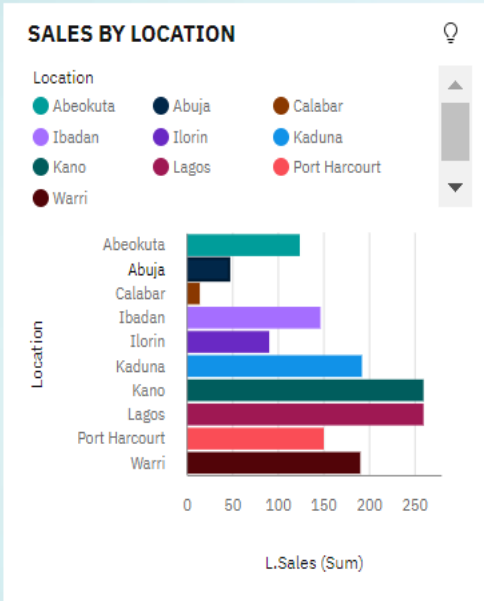 SALES BY LOCATION
Location
Abeokuta Abuja Calabar
Ibadan Ilorin Kaduna
Kano Lagos Port Harcourt
Warri
Abeokuta
Abuja
Calabar
Ibadan
Ilorin
Kaduna
Kano
Lagos
Port Harcourt
Warri
Location
0 50 100 150 200 250
L.Sales (Sum)